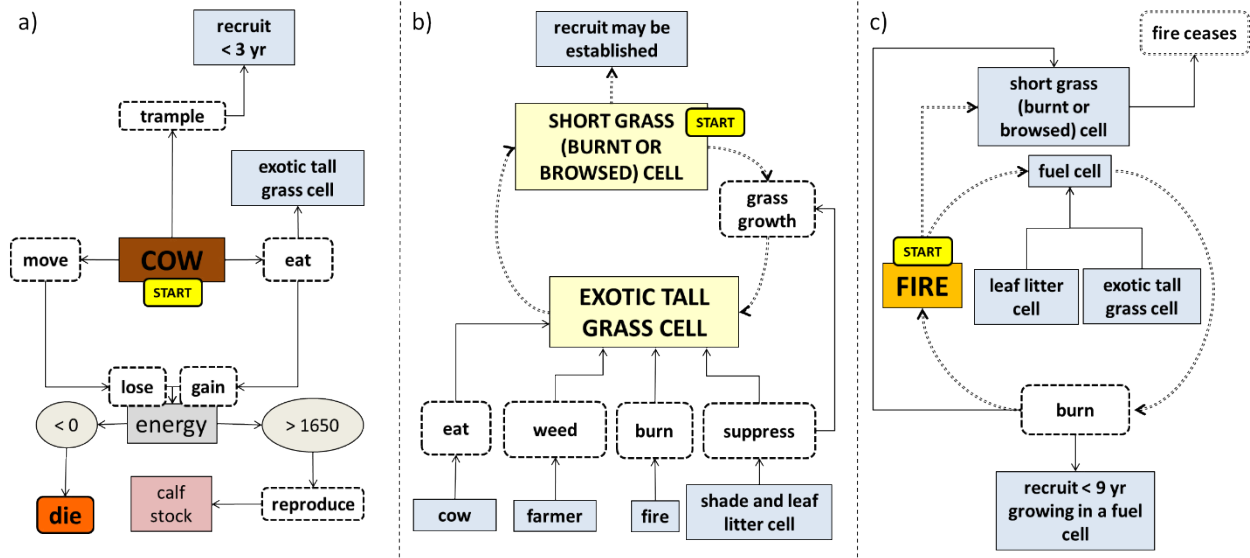 a)
recruit
< 3 yr
trample
exotic tall
grass cell
move
COW
eat
START
lose
gain
< 0
energy
> 1650
die
calf
stock
reproduce
b)
recruit may be
established
START
SHORT GRASS
(BURNT OR
BROWSED) CELL
grass
growth
EXOTIC TALL
GRASS CELL
eat
weed
burn
suppress
cow
farmer
fire
shade and leaf
litter cell
c)
fire ceases
short grass
(burnt or
browsed) cell
fuel cell
START
FIRE
leaf litter
cell
exotic tall
grass cell
burn
recruit < 9 yr
growing in a fuel
cell